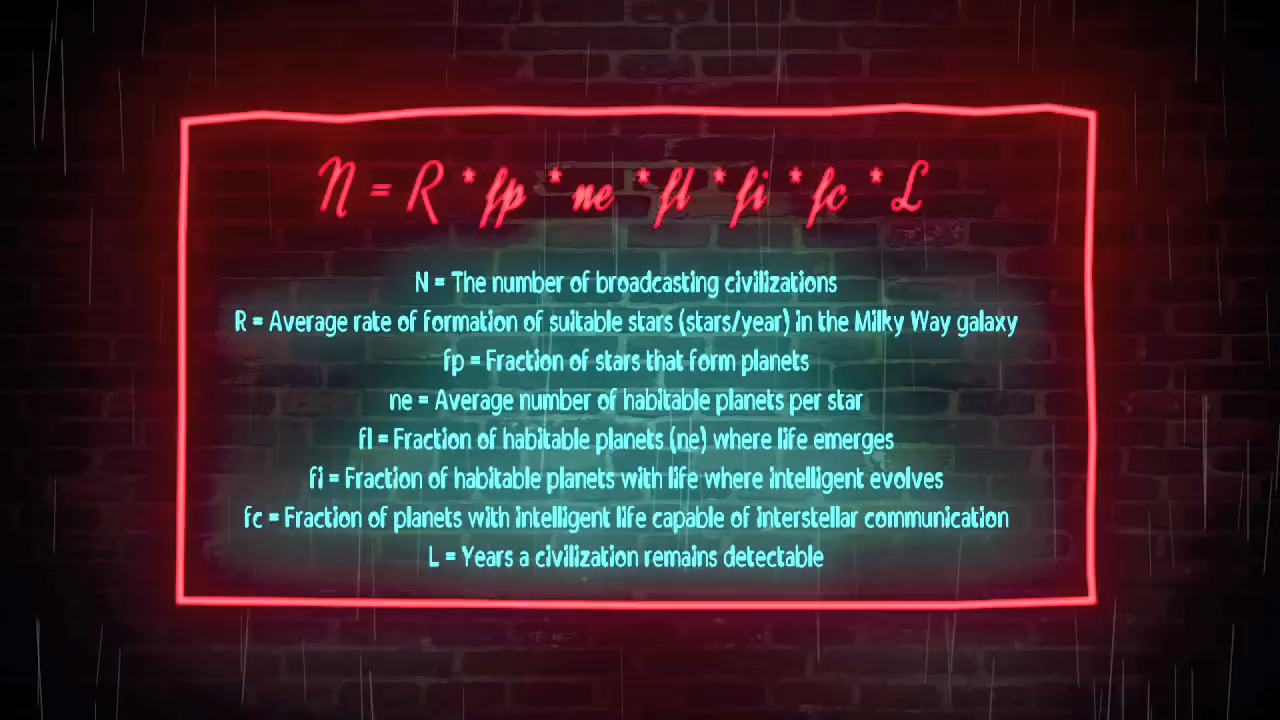 N = R * fp * ne * fl * fi * fc * L
N = The number of broadcasting civilizations
R = Average rate of formation of suitable stars (stars/year) in the Milky Way galaxy
fp = Fraction of stars that form planets
ne = Average number of habitable planets per star
fl = Fraction of habitable planets (ne) where life emerges
fi = Fraction of habitable planets with life where intelligent evolves
fc = Fraction of planets with intelligent life capable of interstellar communication
L = Years a civilization remains detectable